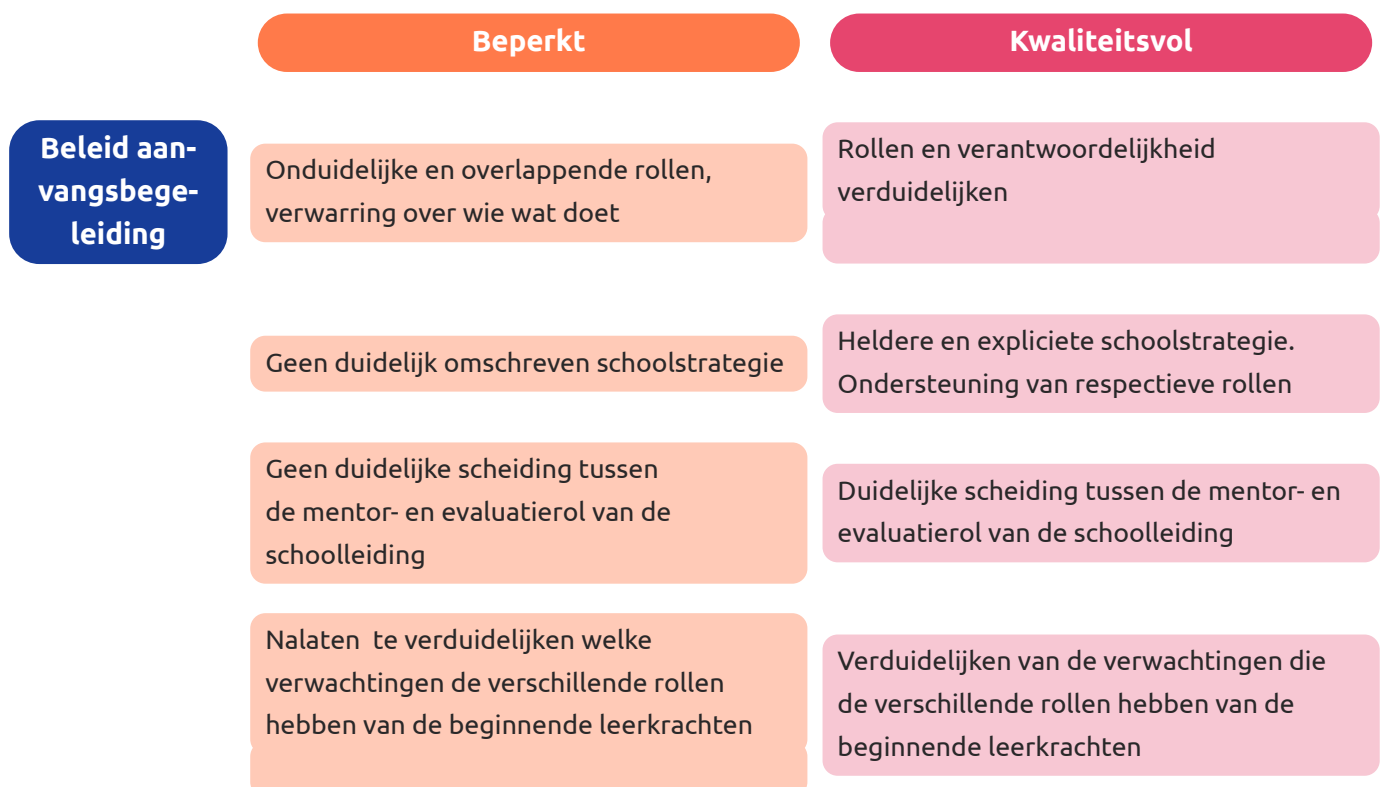 Beperkt
Kwaliteitsvol
Beleid aan-
vangsbege-
leiding
Onduidelijke en overlappende rollen,
verwarring over wie wat doet
Rollen en verantwoordelijkheid
verduidelijken
Geen duidelijk omschreven schoolstrategie
Heldere en expliciete schoolstrategie.
Ondersteuning van respectieve rollen
Geen duidelijke scheiding tussen
de mentor- en evaluatierol van de
schoolleiding
Duidelijke scheiding tussen de mentor- en
evaluatierol van de schoolleiding
Nalaten  te verduidelijken welke
verwachtingen de verschillende rollen
hebben van de beginnende leerkrachten
Verduidelijken van de verwachtingen die
de verschillende rollen hebben van de
beginnende leerkrachten